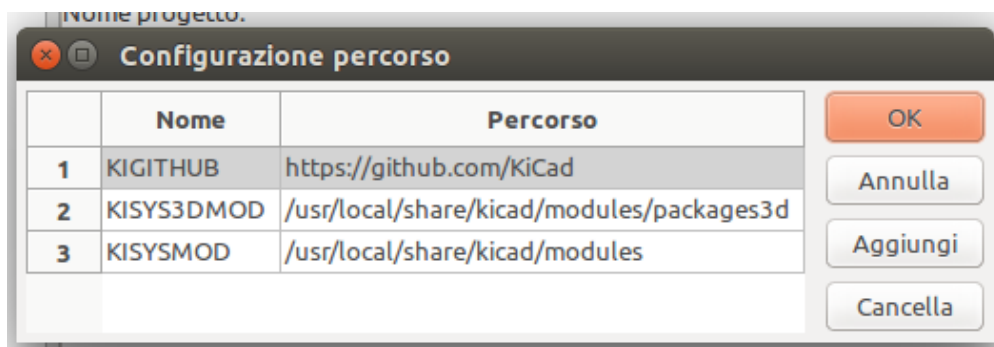 Nome progetto:
Configurazione percorso
Nome Percorso
1 KIGITHUB https://github.com/KiCad
2 KISYS3DMOD /usr/local/share/kicad/modules/packages3d
3 KISYSMOD /usr/local/share/kicad/modules
OK
Annulla
Aggiungi
Cancella